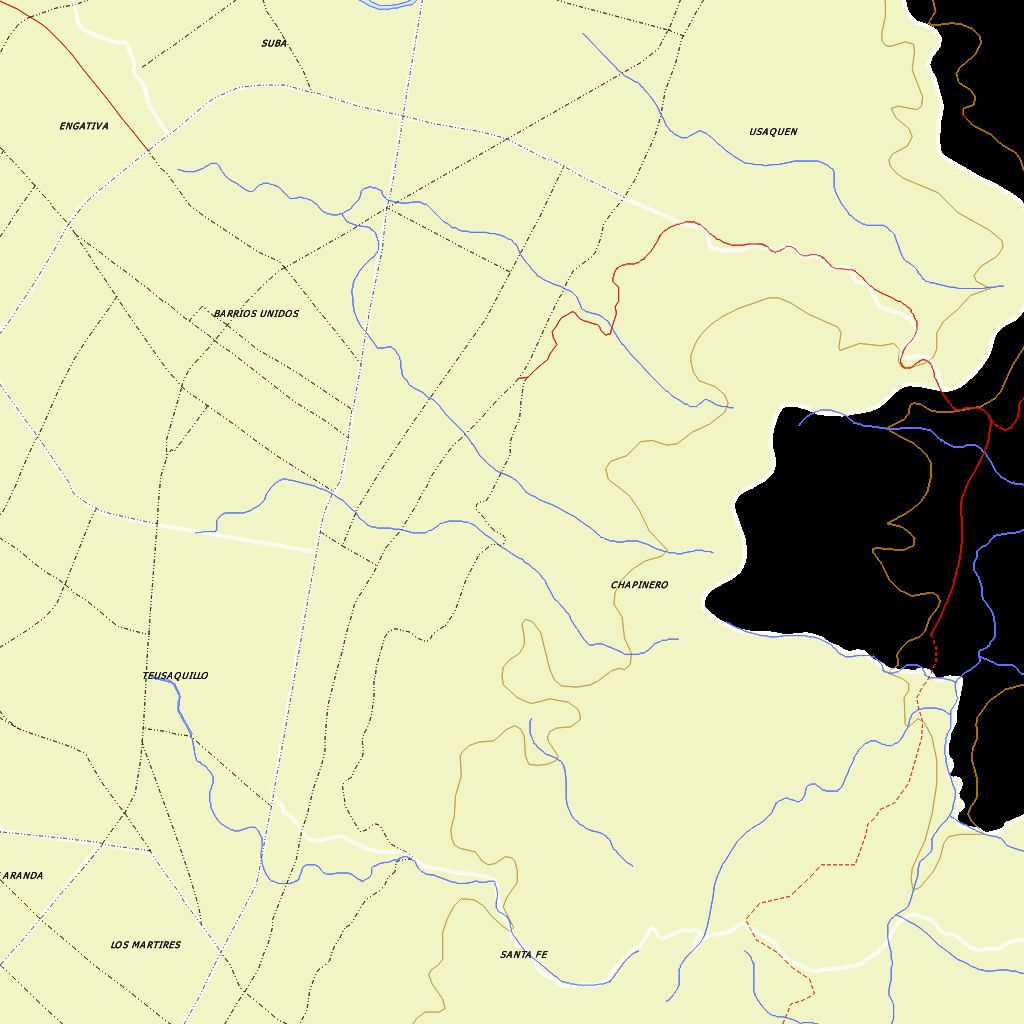 SUBA
ENGATIVA
USAQUEN
BARRIOS UNIDOS
CHAPINERO
TEUSAQUILLO
ARANDA
LOS MARTIRES
SANTA FE